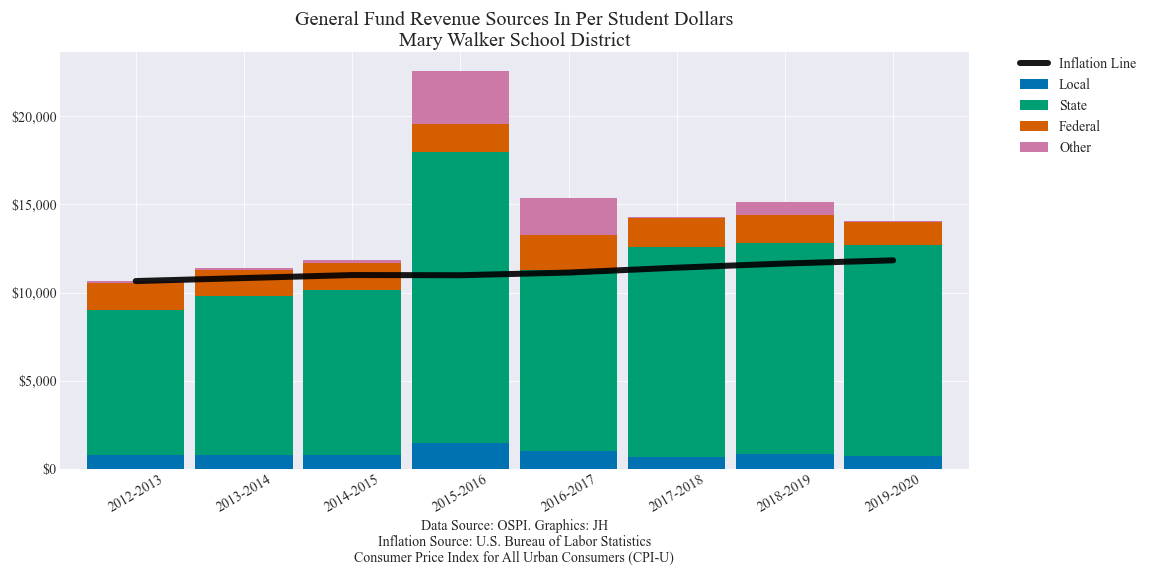 General Fund Revenue Sources In Per Student Dollars
Mary Walker School District
Inflation Line
Local
State
Federal
Other
$20,000
$15,000
$10,000
$5,000
$0
2012-2013
2013-2014
2014-2015
2015-2016
2016-2017
2017-2018
2018-2019
2019-2020
Data Source: OSPI. Graphics: JH
Inflation Source: U.S. Bureau of Labor Statistics
Consumer Price Index for All Urban Consumers (CPI-U)